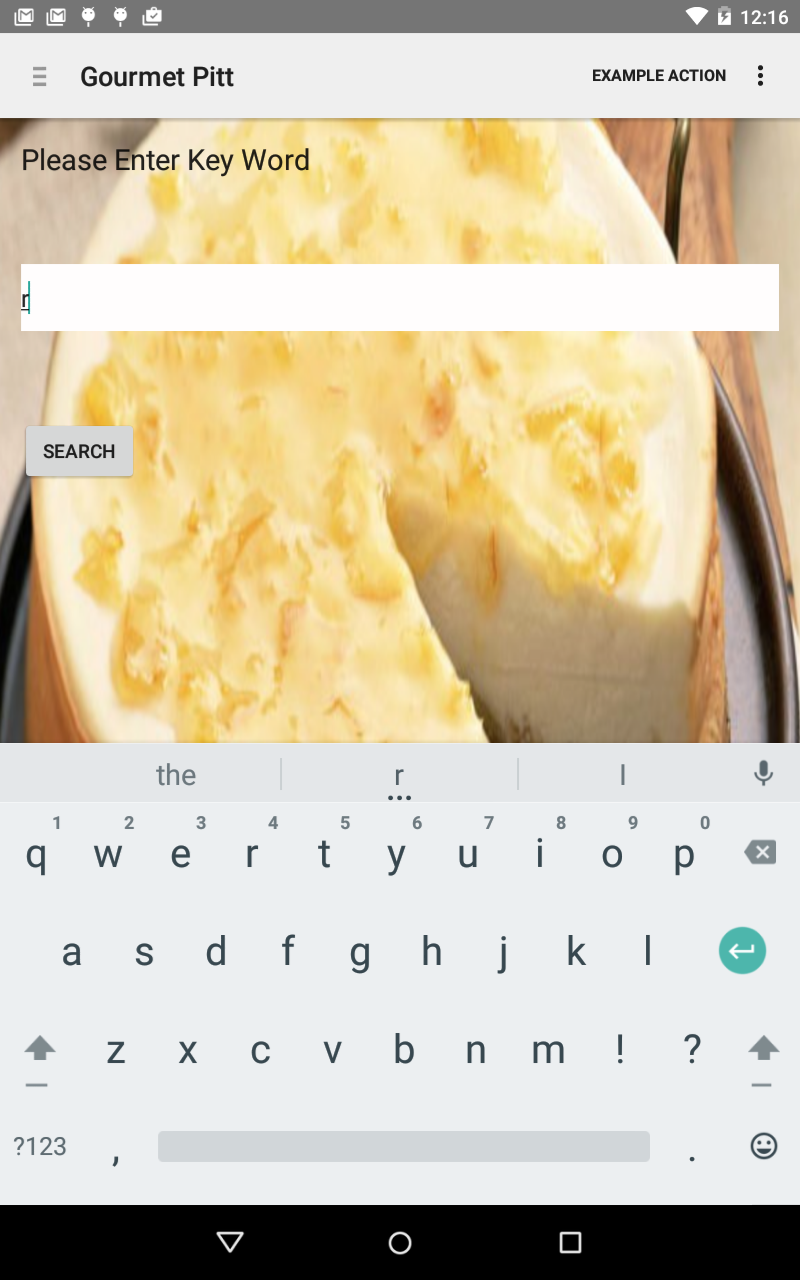 12:16
Gourmet Pitt
EXAMPLE ACTION
Please Enter Key Word
r
SEARCH
the r I
1 2 3 4 5 6 7 8 9 0
q w e r t y u i o p
a s d f g h j k l
z x c v b n m ! ?
?123 , .